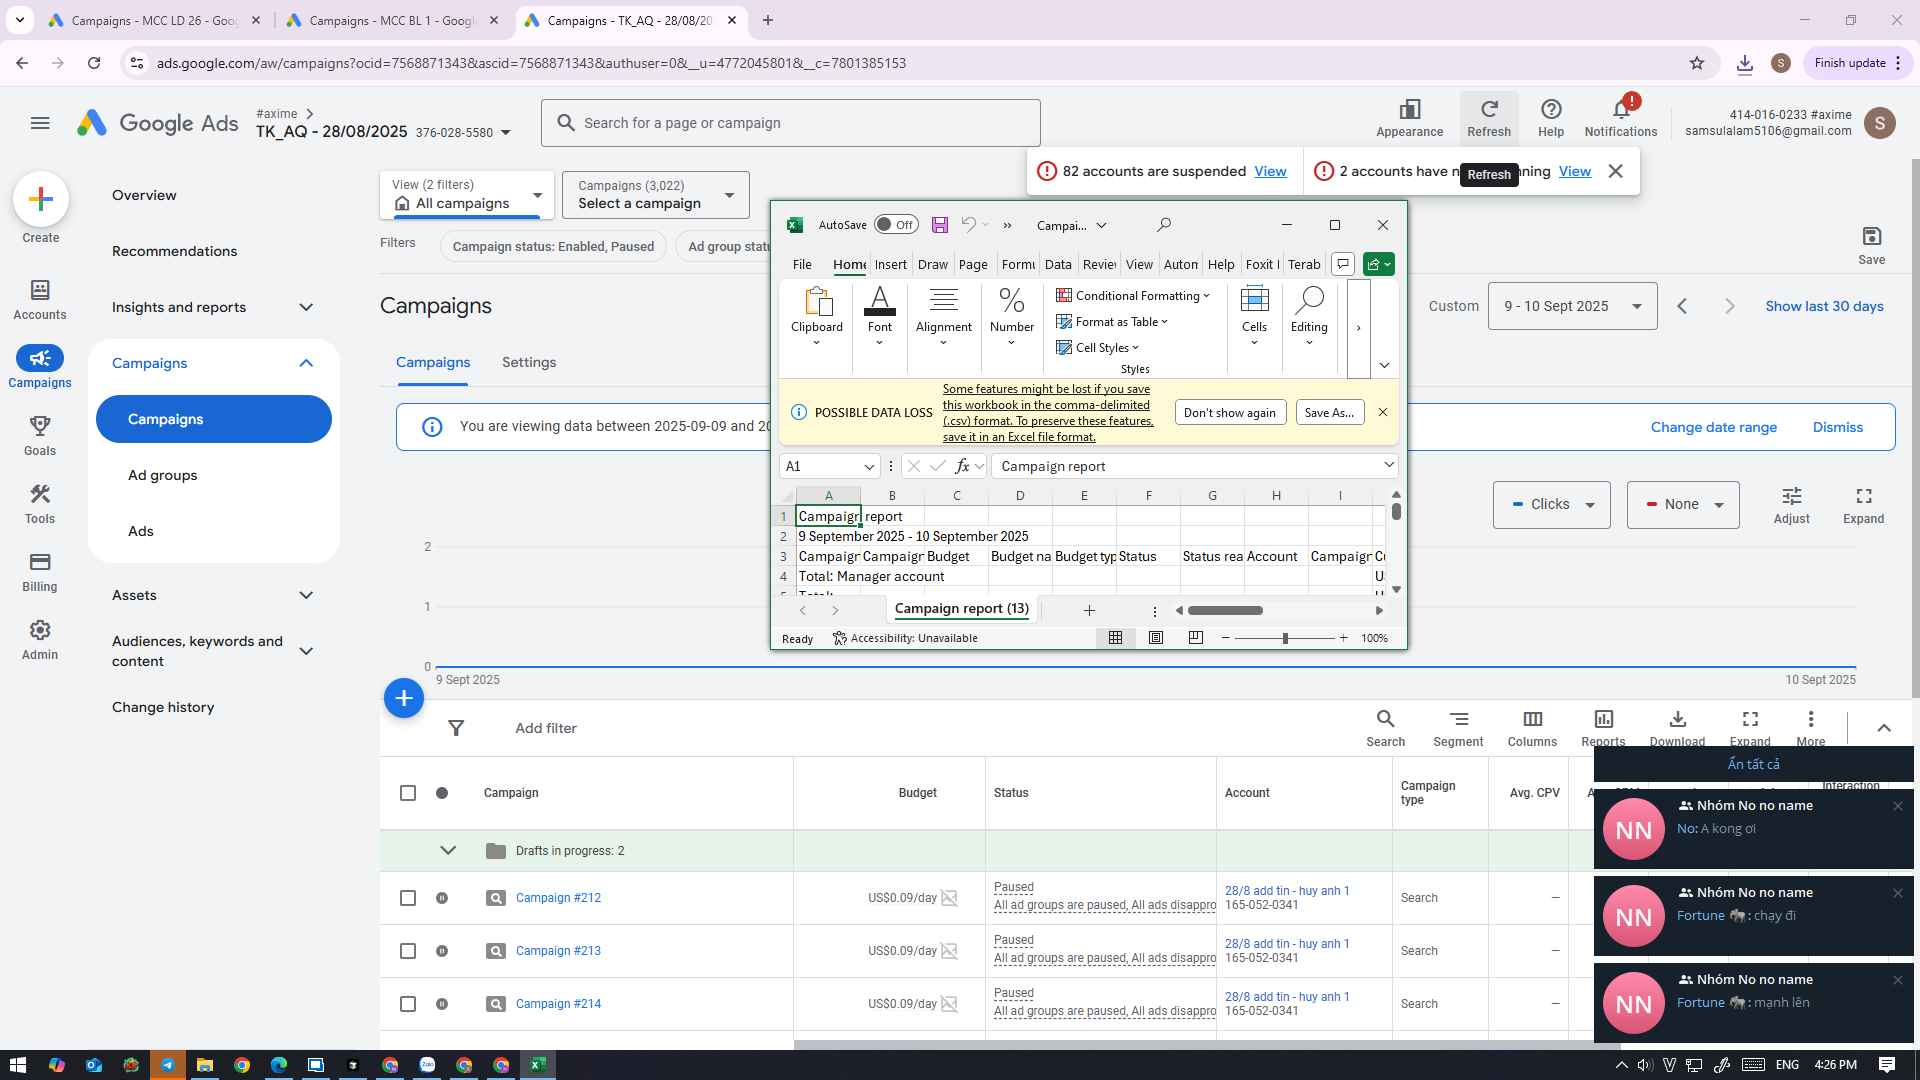 Campaigns - MCC LD 26 - Goog
Campaigns - MCC BL 1 - Google
Campaigns - TK_AQ - 28/08/202
ads.google.com/aw/campaigns?ocid=7568871343&ascid=7568871343&authuser=0&__u=4772045801&__c=7801385153
S
Finish update
Google Ads
#axime
TK_AQ - 28/08/2025 376-028-5580
Search for a page or campaign
Appearance
Refresh
Help
Notifications
414-016-0233 #axime
samsulalam5106@gmail.com
S
82 accounts are suspended View
2 accounts have n
nning View
Refresh
Create
Accounts
Campaigns
Goals
Tools
Billing
Admin
Overview
Recommendations
Insights and reports
Campaigns
Campaigns
Ad groups
Ads
Assets
Audiences, keywords and
content
Change history
View (2 filters)
All campaigns
Campaigns (3,022)
Select a campaign
Filters
Campaign status: Enabled, Paused
Ad group statu
Save
Campaigns
Custom
9 - 10 Sept 2025
Show last 30 days
Campaigns
Settings
You are viewing data between 2025-09-09 and 20
Change date range
Dismiss
Clicks
None
Adjust
Expand
2
1
0
9 Sept 2025
10 Sept 2025
AutoSave Off
Campai...
File Home Insert Draw Page Formu Data Review View Autom Help Foxit Terab
Clipboard
Font
Alignment
Number
Conditional Formatting
Format as Table
Cell Styles
Styles
Cells
Editing
POSSIBLE DATA LOSS
Some features might be lost if you save
this workbook in the comma-delimited
(.csv) format. To preserve these features,
save it in an Excel file format.
Don't show again
Save As...
A1
fx
Campaign report
A B C D E F G H I
1 Campaign report
2 9 September 2025 - 10 September 2025
3 Campaign Campaign Budget Budget na Budget typ Status Status rea Account Campaign Cu
4 Total: Manager account
Campaign report (13)
Ready
Accessibility: Unavailable
100%
Add filter
Search
Segment
Columns
Reports
Download
Expand
More
Campaign
Budget
Status
Account
Campaign
type
Avg. CPV
Interaction
Drafts in progress: 2
Campaign #212
US$0.09/day
Paused
All ad groups are paused, All ads disappro
28/8 add tin - huy anh 1
165-052-0341
Search
—
Campaign #213
US$0.09/day
Paused
All ad groups are paused, All ads disappro
28/8 add tin - huy anh 1
165-052-0341
Search
—
Campaign #214
US$0.09/day
Paused
All ad groups are paused, All ads disappro
28/8 add tin - huy anh 1
165-052-0341
Search
—
Ẩn tất cả
NN
Nhóm No no name
No: A kong ơi
NN
Nhóm No no name
Fortune 🐘: chạy đi
NN
Nhóm No no name
Fortune 🐘: mạnh lên
Zalo
ENG
4:26 PM